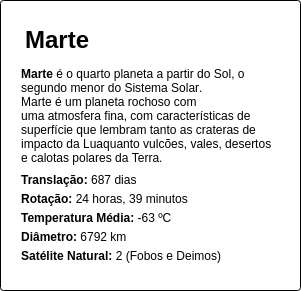 Marte
Marte é o quarto planeta a partir do Sol, o
segundo menor do Sistema Solar.
Marte é um planeta rochoso com
uma atmosfera fina, com características de
superfície que lembram tanto as crateras de
impacto da Luaquanto vulcões, vales, desertos
e calotas polares da Terra.
Translação: 687 dias
Rotação: 24 horas, 39 minutos
Temperatura Média: -63 ºC
Diâmetro: 6792 km
Satélite Natural: 2 (Fobos e Deimos)